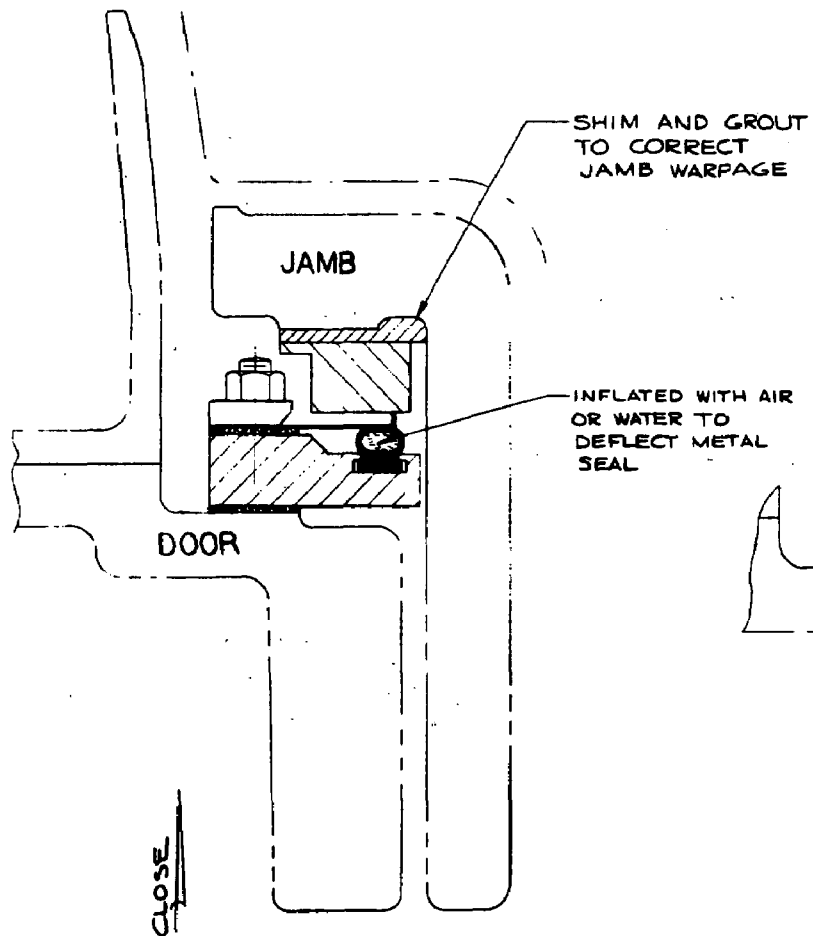 SHIM AND GROUT
TO CORRECT
JAMB WARPAGE
JAMB
INFLATED WITH AIR
OR WATER TO
DEFLECT METAL
SEAL
DOOR
CLOSE